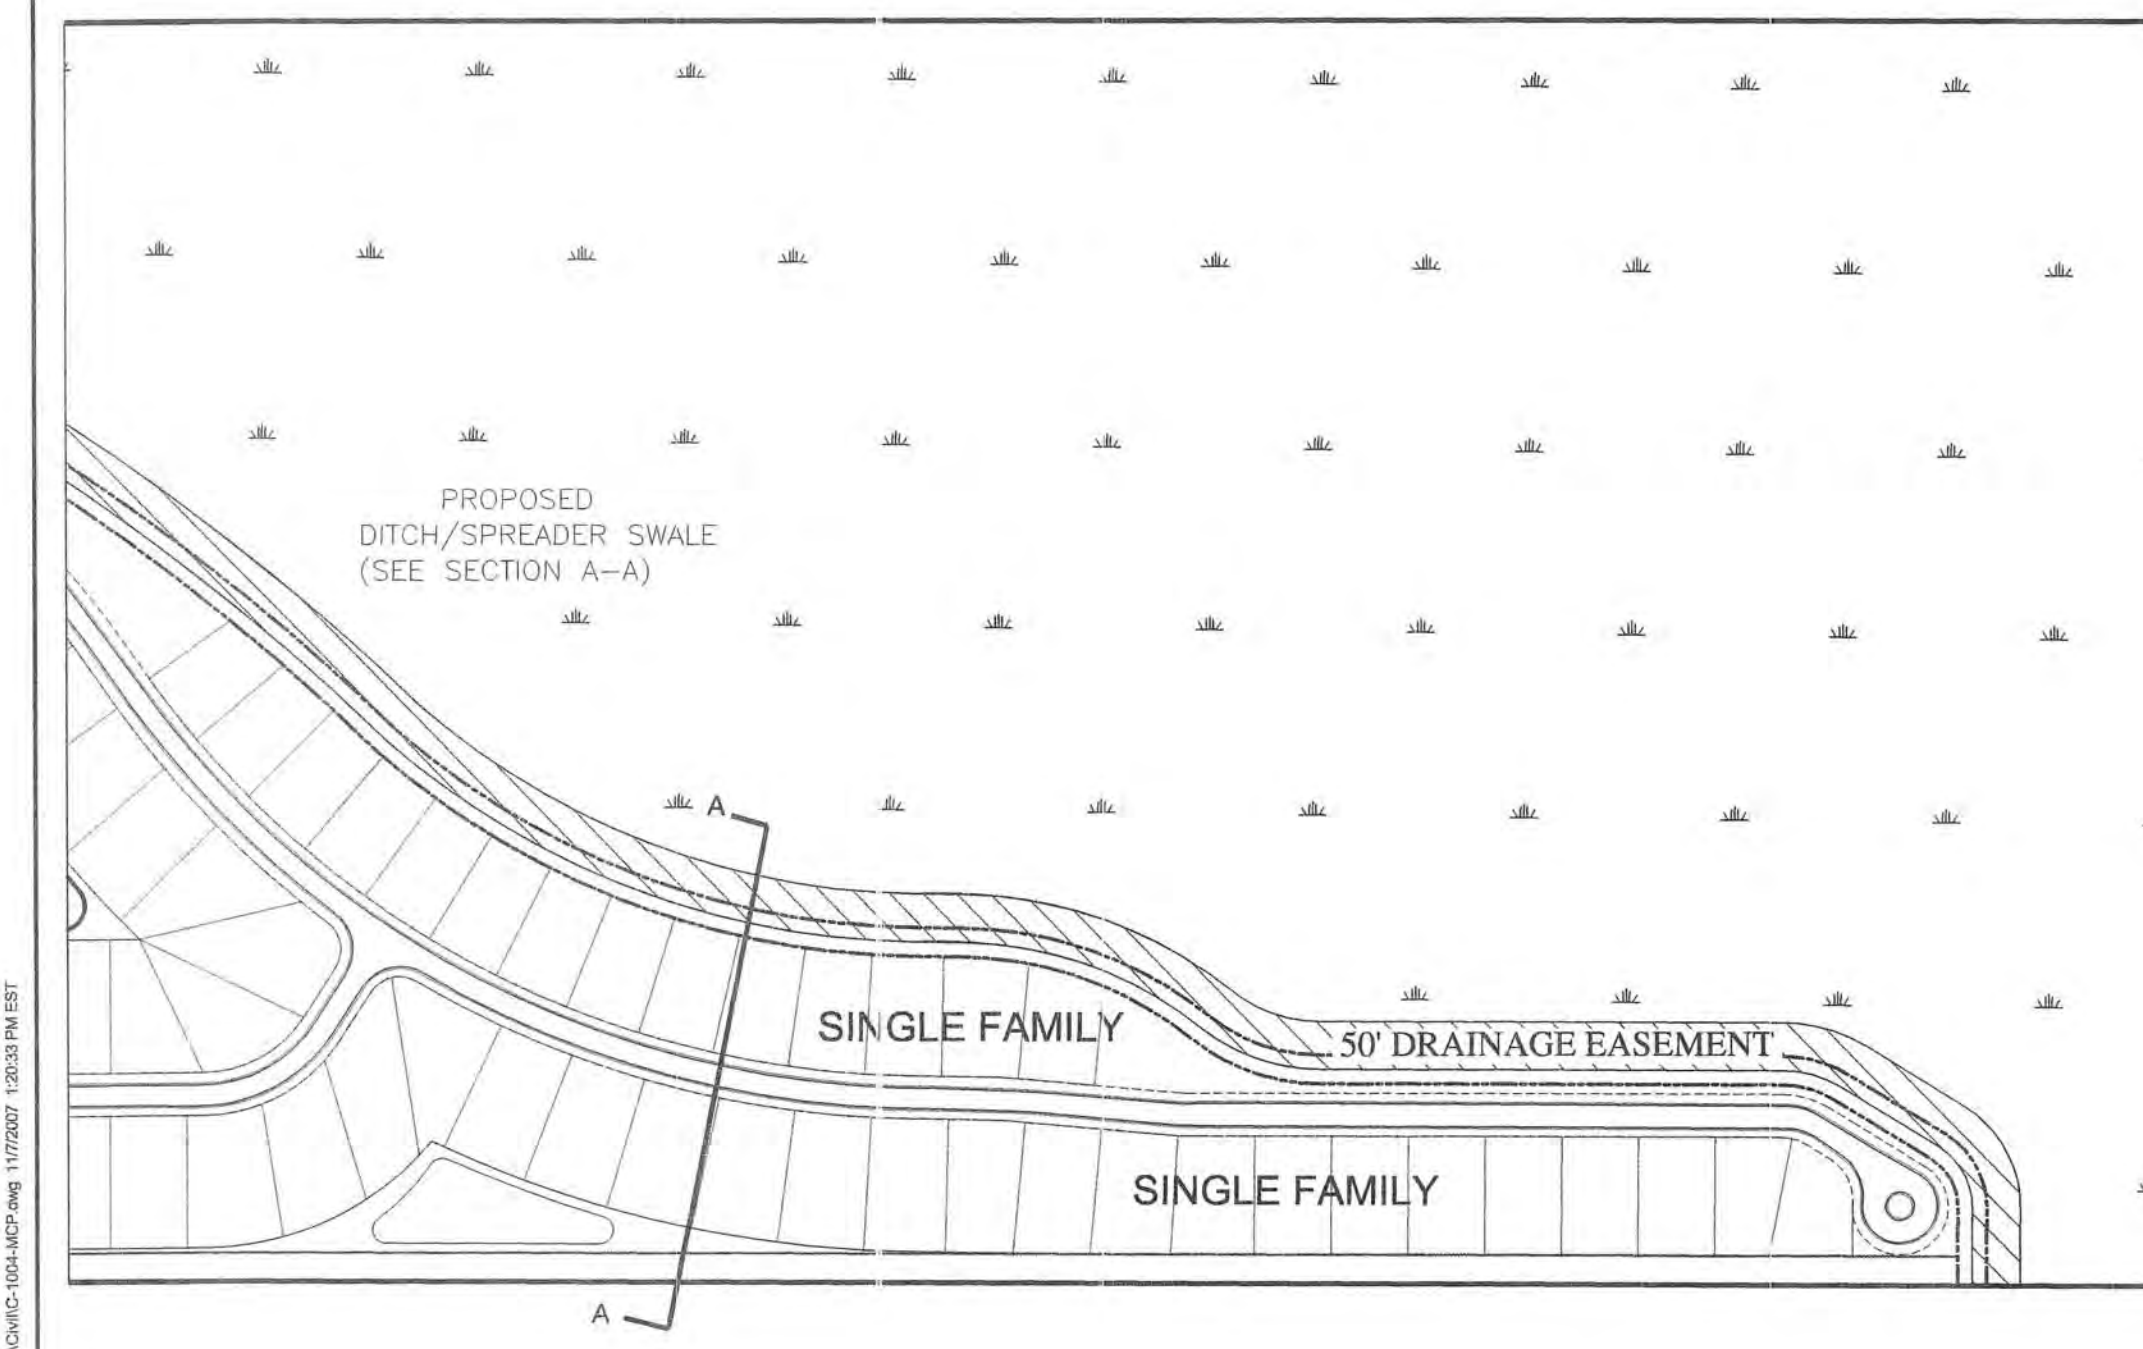 PROPOSED
DITCH/SPREADER SWALE
(SEE SECTION A-A)
A
SINGLE FAMILY
50' DRAINAGE EASEMENT
SINGLE FAMILY
A
\Civil\C-1004-MCP.dwg 11/7/2007 1:20:33 PM EST